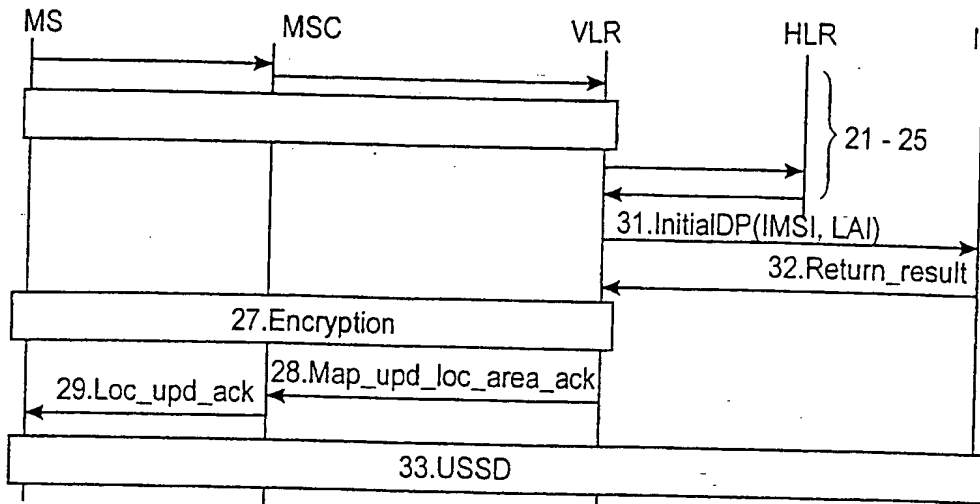 MS MSC VLR HLR
21 - 25
31.InitialDP(IMSI, LAI)
32.Return_result
27.Encryption
28.Map_upd_loc_area_ack
29.Loc_upd_ack
33.USSD